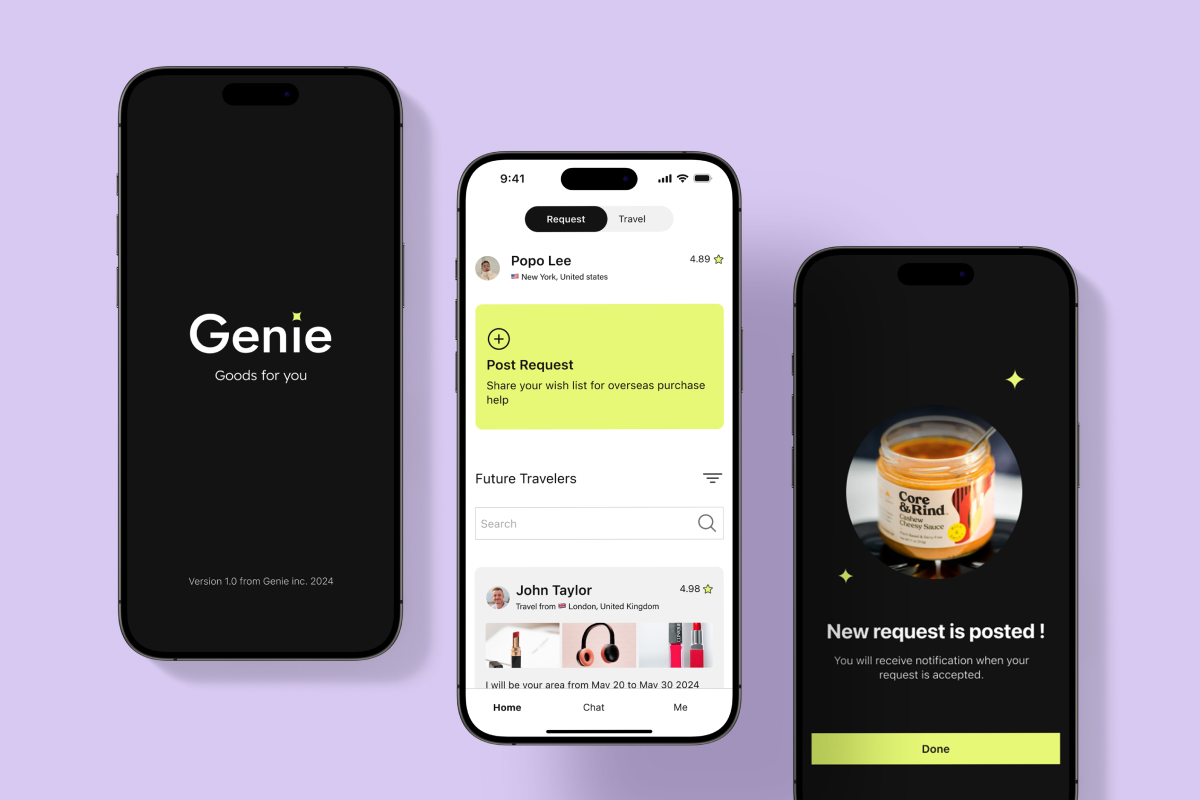 Genie
Goods for you
Version 1.0 from Genie inc. 2024
9:41
Request
Travel
Popo Lee
4.89
New York, United states
Post Request
Share your wish list for overseas purchase
help
Future Travelers
Search
John Taylor
4.98
Travel from London, United Kingdom
I will be your area from May 20 to May 30 2024
Home
Chat
Me
Core
&Rind
Cashew
Cheesy Sauce
New request is posted !
You will receive notification when your
request is accepted.
Done